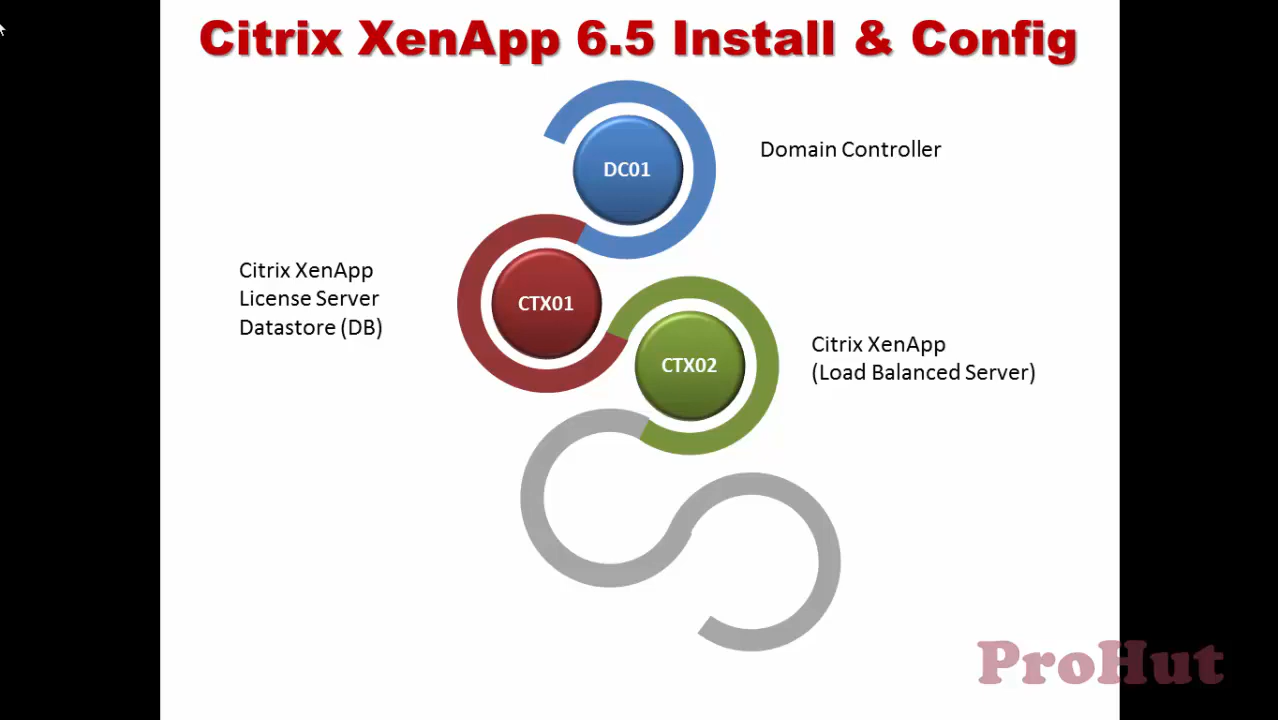 Citrix XenApp 6.5 Install & Config
DC01
Domain Controller
Citrix XenApp
License Server
Datastore (DB)
CTX01
CTX02
Citrix XenApp
(Load Balanced Server)
ProHut